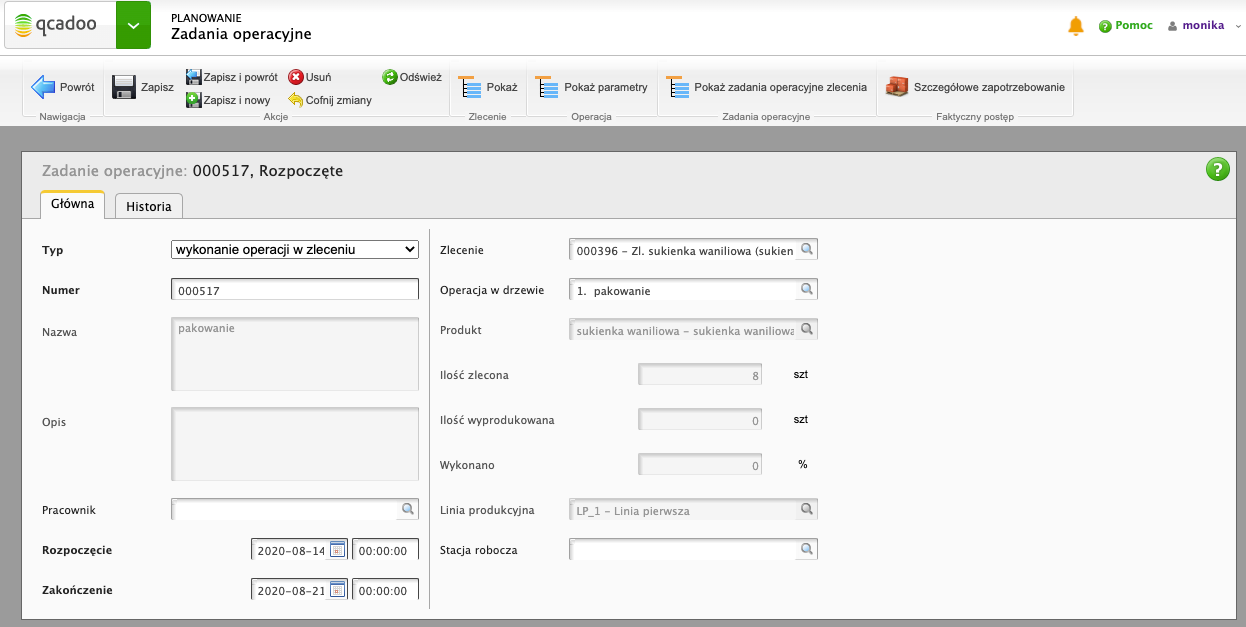 qcadoo
PLANOWANIE
Zadania operacyjne
Pomoc
monika
Powrót
Nawigacja
Zapisz
Zapisz i powrót
Usuń
Odśwież
Zapisz i nowy
Cofnij zmiany
Akcje
Pokaż
Zlecenie
Pokaż parametry
Operacja
Pokaż zadania operacyjne zlecenia
Zadania operacyjne
Szczegółowe zapotrzebowanie
Faktyczny postęp
Zadanie operacyjne: 000517, Rozpoczęte
Główna
Historia
Typ
wykonanie operacji w zleceniu
Numer
000517
Nazwa
pakowanie
Opis
Pracownik
Rozpoczęcie
2020-08-14
00:00:00
Zakończenie
2020-08-21
00:00:00
Zlecenie
000396 - Zl. sukienka waniliowa (sukien
Operacja w drzewie
1. pakowanie
Produkt
sukienka waniliowa - sukienka waniliowa
Ilość zlecona
8
szt
Ilość wyprodukowana
0
szt
Wykonano
0
%
Linia produkcyjna
LP_1 - Linia pierwsza
Stacja robocza